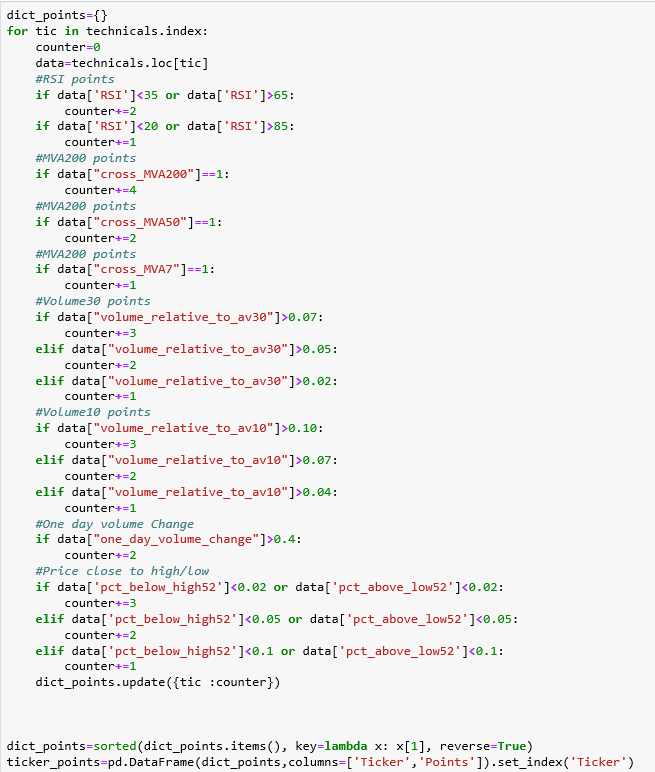 dict_points={}
for tic in technicals.index:
    counter=0
    data=technicals.loc[tic]
    #RSI points
    if data['RSI']<35 or data['RSI']>65:
        counter+=2
    if data['RSI']<20 or data['RSI']>85:
        counter+=1
    #MVA200 points
    if data["cross_MVA200"]==1:
        counter+=4
    #MVA200 points
    if data["cross_MVA50"]==1:
        counter+=2
    #MVA200 points
    if data["cross_MVA7"]==1:
        counter+=1
    #Volume30 points
    if data["volume_relative_to_av30"]>0.07:
        counter+=3
    elif data["volume_relative_to_av30"]>0.05:
        counter+=2
    elif data["volume_relative_to_av30"]>0.02:
        counter+=1
    #Volume10 points
    if data["volume_relative_to_av10"]>0.10:
        counter+=3
    elif data["volume_relative_to_av10"]>0.07:
        counter+=2
    elif data["volume_relative_to_av10"]>0.04:
        counter+=1
    #One day volume Change
    if data["one_day_volume_change"]>0.4:
        counter+=2
    #Price close to high/low
    if data['pct_below_high52']<0.02 or data['pct_above_low52']<0.02:
        counter+=3
    elif data['pct_below_high52']<0.05 or data['pct_above_low52']<0.05:
        counter+=2
    elif data['pct_below_high52']<0.1 or data['pct_above_low52']<0.1:
        counter+=1
    dict_points.update({tic :counter})
dict_points=sorted(dict_points.items(), key=lambda x: x[1], reverse=True)
ticker_points=pd.DataFrame(dict_points,columns=['Ticker','Points']).set_index('Ticker')